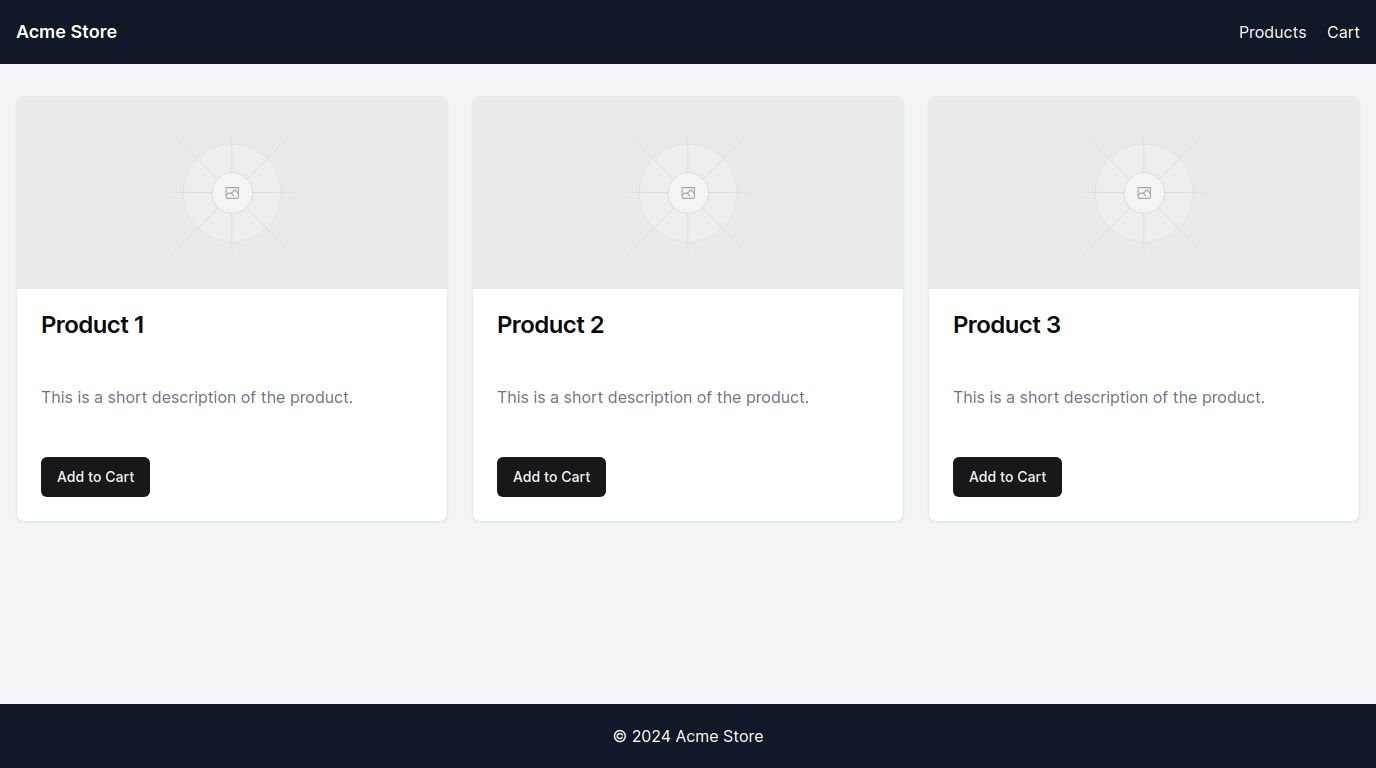 Acme Store
Products Cart
Product 1
This is a short description of the product.
Add to Cart
Product 2
This is a short description of the product.
Add to Cart
Product 3
This is a short description of the product.
Add to Cart
© 2024 Acme Store